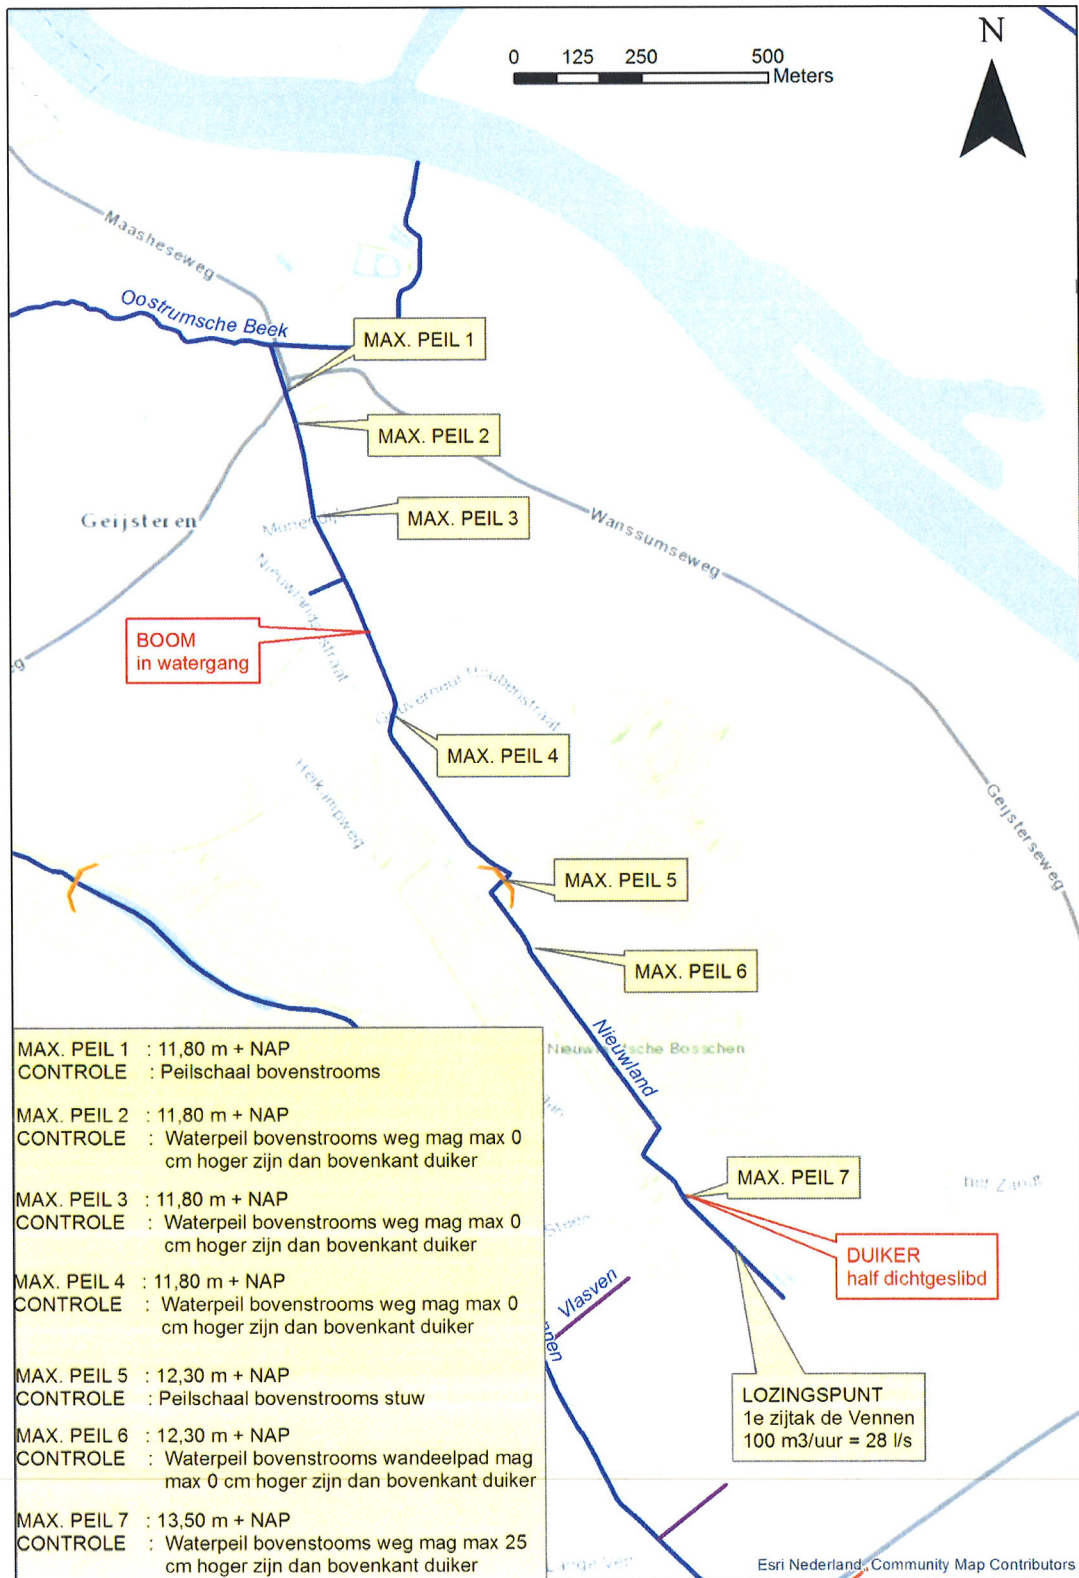 N
0 125 250 500
Meters
Maasheseweg
Oostrumsche Beek
MAX. PEIL 1
MAX. PEIL 2
MAX. PEIL 3
Geijsteren
Wanssumseweg
BOOM
in watergang
MAX. PEIL 4
Geijsterseweg
MAX. PEIL 5
MAX. PEIL 6
Nieuwland
MAX. PEIL 7
DUIKER
half dichtgeslibd
Vlasven
LOZINGSPUNT
1e zijtak de Vennen
100 m3/uur = 28 l/s
MAX. PEIL 1 : 11,80 m + NAP
CONTROLE : Peilschaal bovenstrooms
MAX. PEIL 2 : 11,80 m + NAP
CONTROLE : Waterpeil bovenstrooms weg mag max 0
cm hoger zijn dan bovenkant duiker
MAX. PEIL 3 : 11,80 m + NAP
CONTROLE : Waterpeil bovenstrooms weg mag max 0
cm hoger zijn dan bovenkant duiker
MAX. PEIL 4 : 11,80 m + NAP
CONTROLE : Waterpeil bovenstrooms weg mag max 0
cm hoger zijn dan bovenkant duiker
MAX. PEIL 5 : 12,30 m + NAP
CONTROLE : Peilschaal bovenstrooms stuw
MAX. PEIL 6 : 12,30 m + NAP
CONTROLE : Waterpeil bovenstrooms wandeelpad mag
max 0 cm hoger zijn dan bovenkant duiker
MAX. PEIL 7 : 13,50 m + NAP
CONTROLE : Waterpeil bovenstooms weg mag max 25
cm hoger zijn dan bovenkant duiker
Esri Nederland, Community Map Contributors